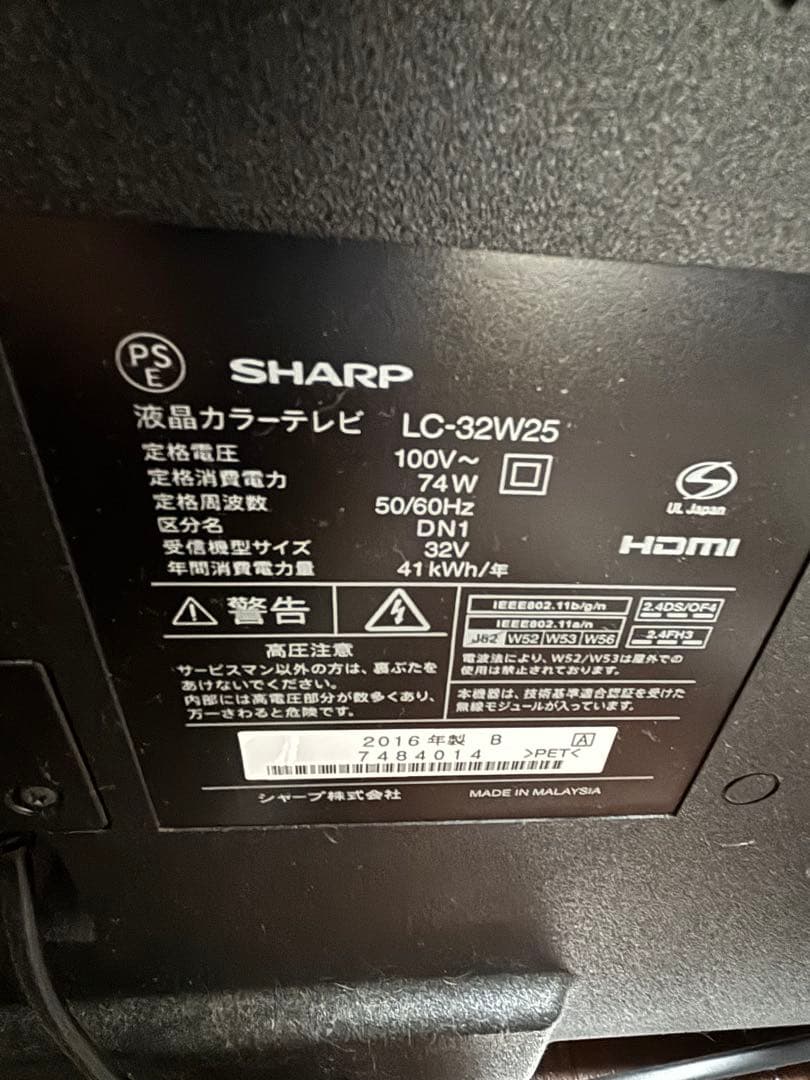 PS
E
SHARP
液晶カラーテレビ LC-32W25
定格電圧 100V～
定格消費電力 74W
定格周波数 50/60Hz
区分名 DN1
受信機型サイズ 32V
年間消費電力量 41kWh/年
UL Japan
HDMI
警告
高圧注意
サービスマン以外の方は、裏ぶたを
あけないでください。
内部には高電圧部分が数多くあり、
万一さわると危険です。
IEEE802.11b/g/n
IEEE802.11a/n
J52 W52 W53 W56
2.4DS/OF4
2.4FH3
電波法により、W52/W53は屋外での
使用は禁止されております。
本機器は、技術基準適合認証を受けた
無線モジュールが入っています。
2016年製 B A
7484014 >PET<
シャープ株式会社 MADE IN MALAYSIA